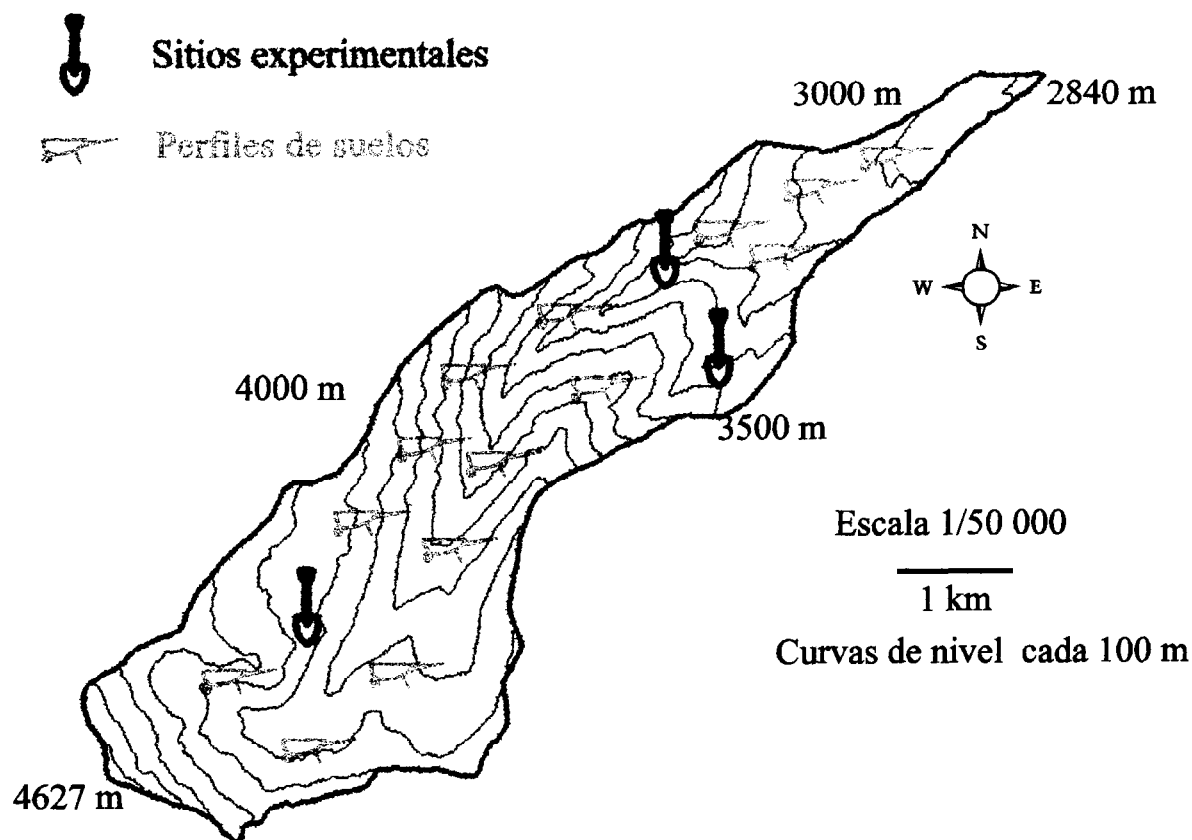 Sitios experimentales
Perfiles de suelos
3000 m
2840 m
N
W
E
S
4000 m
3500 m
Escala 1/50 000
1 km
Curvas de nivel cada 100 m
4627 m